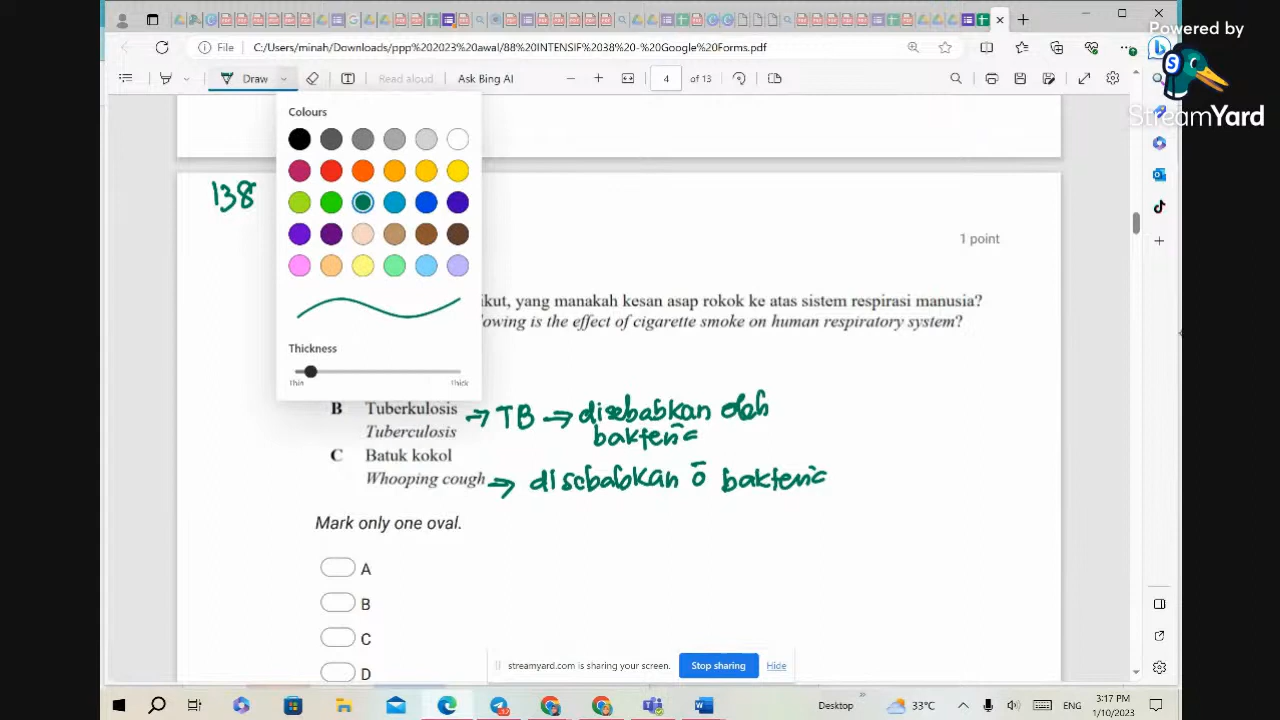 Powered by
StreamYard
File C:/Users/minah/Downloads/ppp%202023%20awal/88%20INTENSIF%2038%20-%20Google%20Forms.pdf
Draw Read aloud Ask Bing AI 4 of 13
Colours
138
1 point
ikut, yang manakah kesan asap rokok ke atas sistem respirasi manusia?
lowing is the effect of cigarette smoke on human respiratory system?
Thickness
Thin Thick
B Tuberkulosis → TB → disebabkan oleh
Tuberculosis bakteria
C Batuk kokol
Whooping cough → disebabkan ō bakteria
Mark only one oval.
A
B
C
D
streamyard.com is sharing your screen. Stop sharing Hide
Desktop 33°C ENG 3:17 PM
1/10/2023